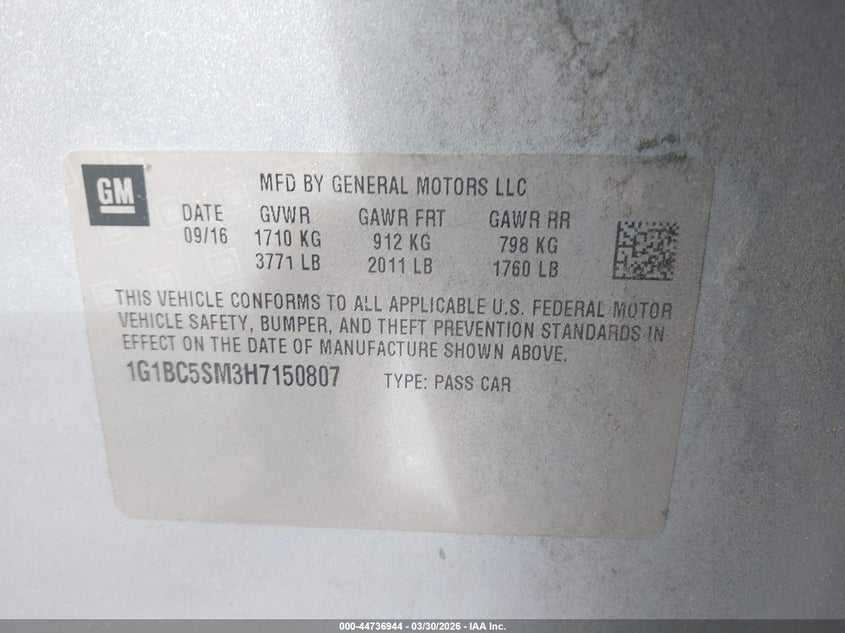 GM
MFD BY GENERAL MOTORS LLC
DATE GVWR GAWR FRT GAWR RR
09/16 1710 KG 912 KG 798 KG
3771 LB 2011 LB 1760 LB
THIS VEHICLE CONFORMS TO ALL APPLICABLE U.S. FEDERAL MOTOR
VEHICLE SAFETY, BUMPER, AND THEFT PREVENTION STANDARDS IN
EFFECT ON THE DATE OF MANUFACTURE SHOWN ABOVE.
1G1BC5SM3H7150807 TYPE: PASS CAR
000-44736944 / 03/30/2026 - IAA Inc.